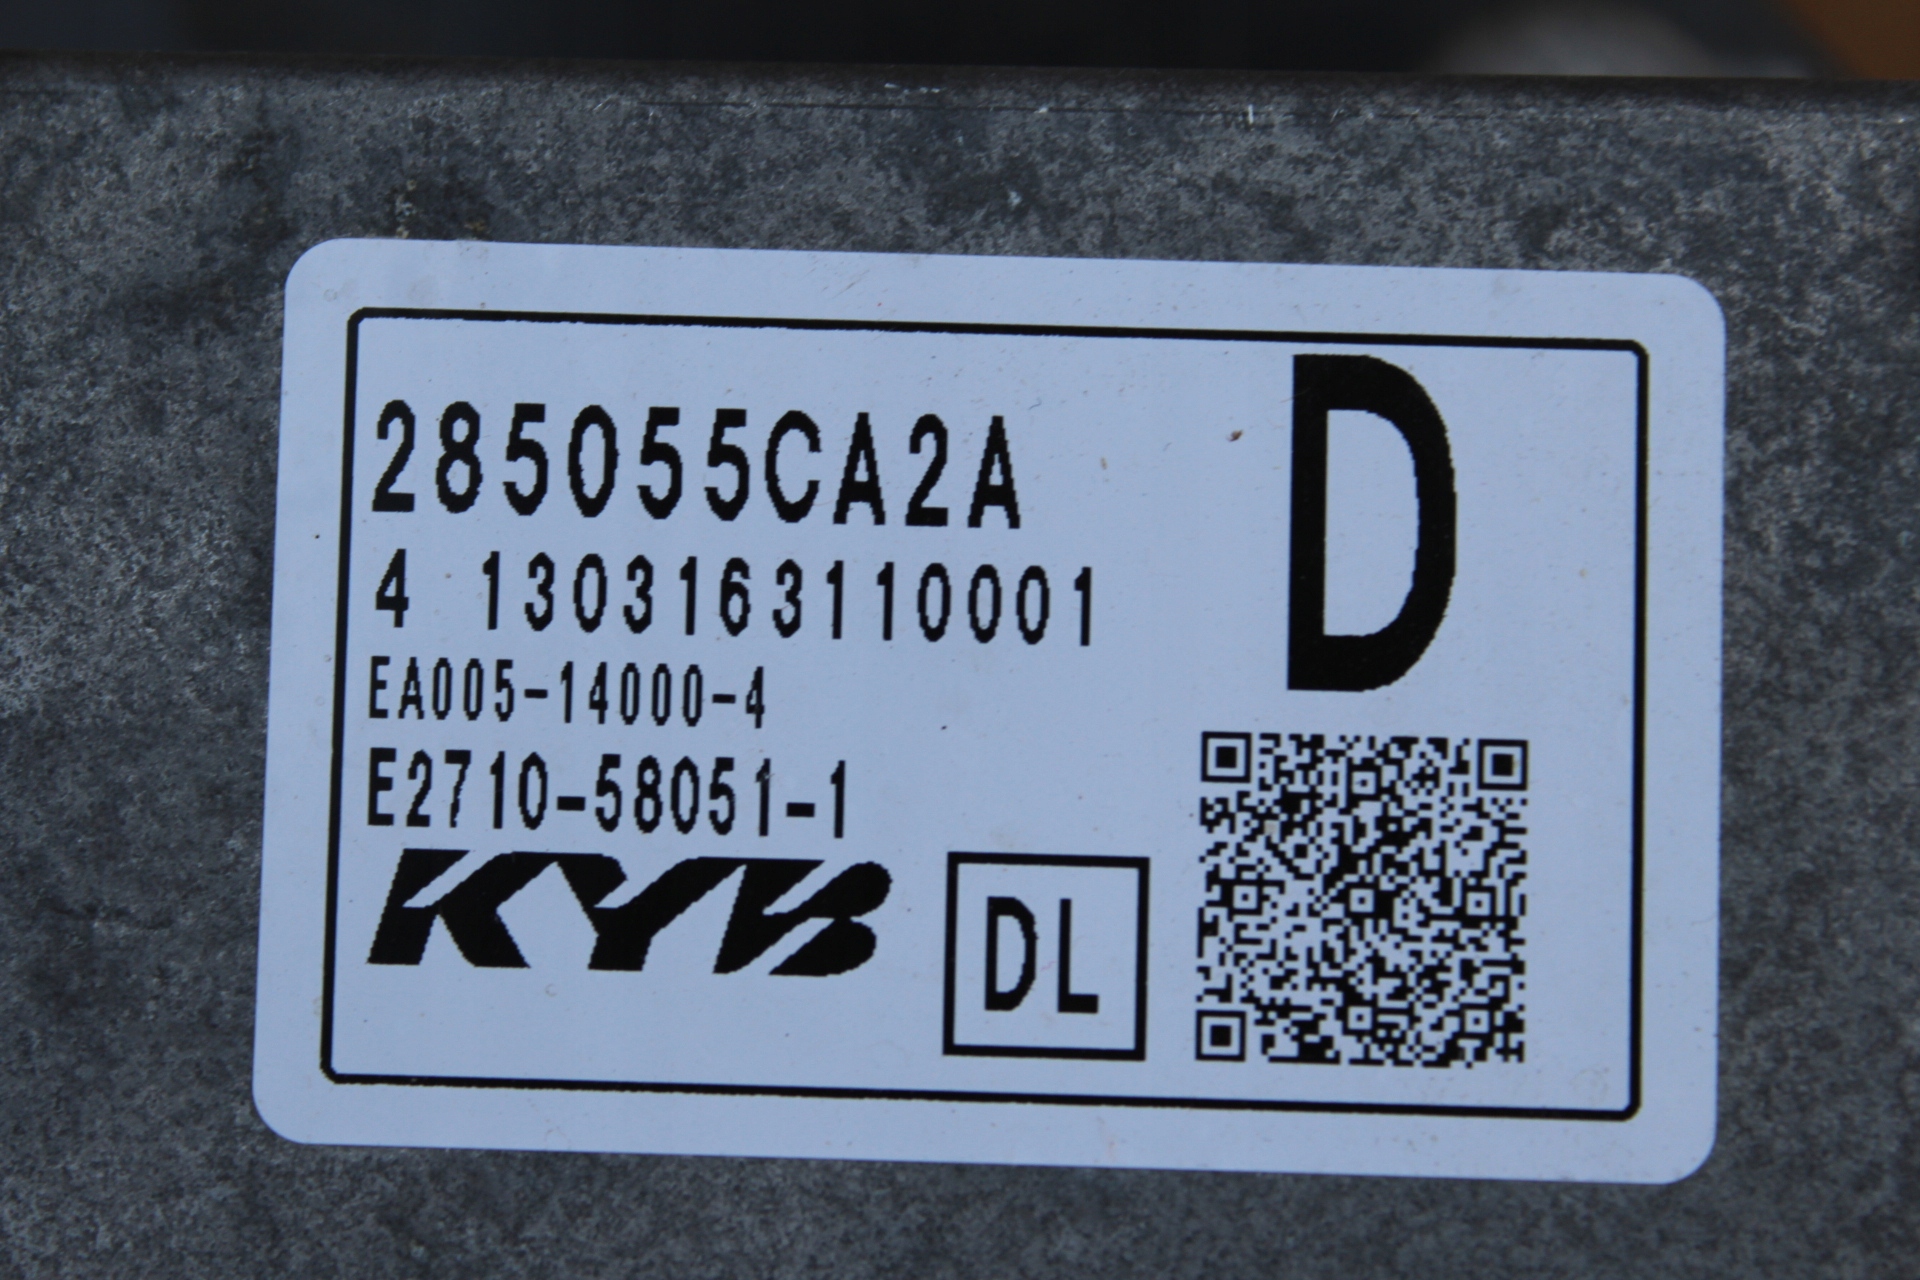 285055CA2A
D
4 1303163110001
EA005-14000-4
E2710-58051-1
KYB
DL